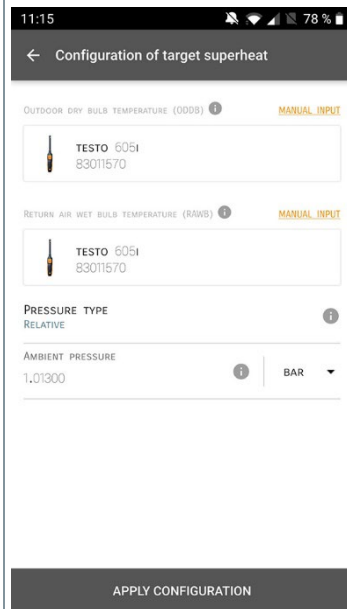 11:15
78 %
Configuration of target superheat
OUTDOOR DRY BULB TEMPERATURE (ODDB)
MANUAL INPUT
TESTO 605I
83011570
RETURN AIR WET BULB TEMPERATURE (RAWB)
MANUAL INPUT
TESTO 605I
83011570
PRESSURE TYPE
RELATIVE
AMBIENT PRESSURE
1.01300
BAR
APPLY CONFIGURATION